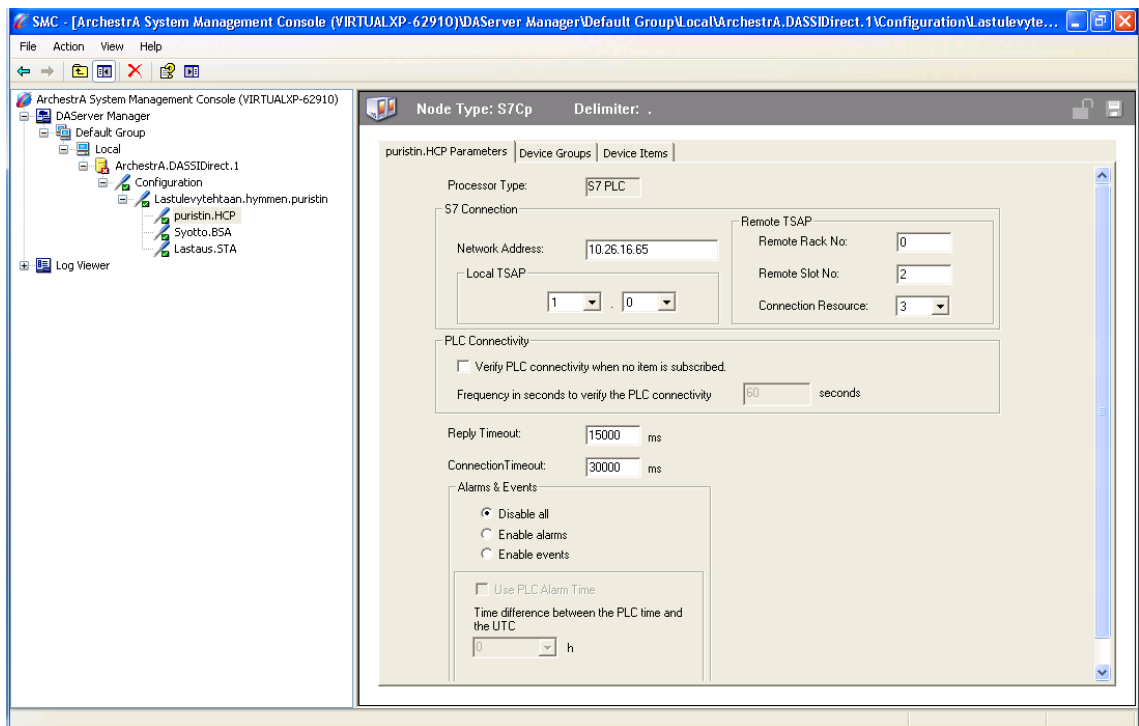 SMC - [ArchestrA System Management Console (VIRTUALXP-62910)\DAServer Manager\Default Group\Local\ArchestrA.DASSIDirect.1\Configuration\Lastulevyte...
File Action View Help
ArchestrA System Management Console (VIRTUALXP-62910)
DAServer Manager
Default Group
Local
ArchestrA.DASSIDirect.1
Configuration
Lastulevytehtaan.hymmen.puristin
puristin.HCP
Syotto.BSA
Lastaus.STA
Log Viewer
Node Type: S7Cp Delimiter: .
puristin.HCP Parameters Device Groups Device Items
Processor Type: S7 PLC
S7 Connection
Network Address: 10.26.16.65
Local TSAP
1 . 0
Remote TSAP
Remote Rack No: 0
Remote Slot No: 2
Connection Resource: 3
PLC Connectivity
Verify PLC connectivity when no item is subscribed.
Frequency in seconds to verify the PLC connectivity 60 seconds
Reply Timeout: 15000 ms
ConnectionTimeout: 30000 ms
Alarms & Events
Disable all
Enable alarms
Enable events
Use PLC Alarm Time
Time difference between the PLC time and
the UTC
0 h